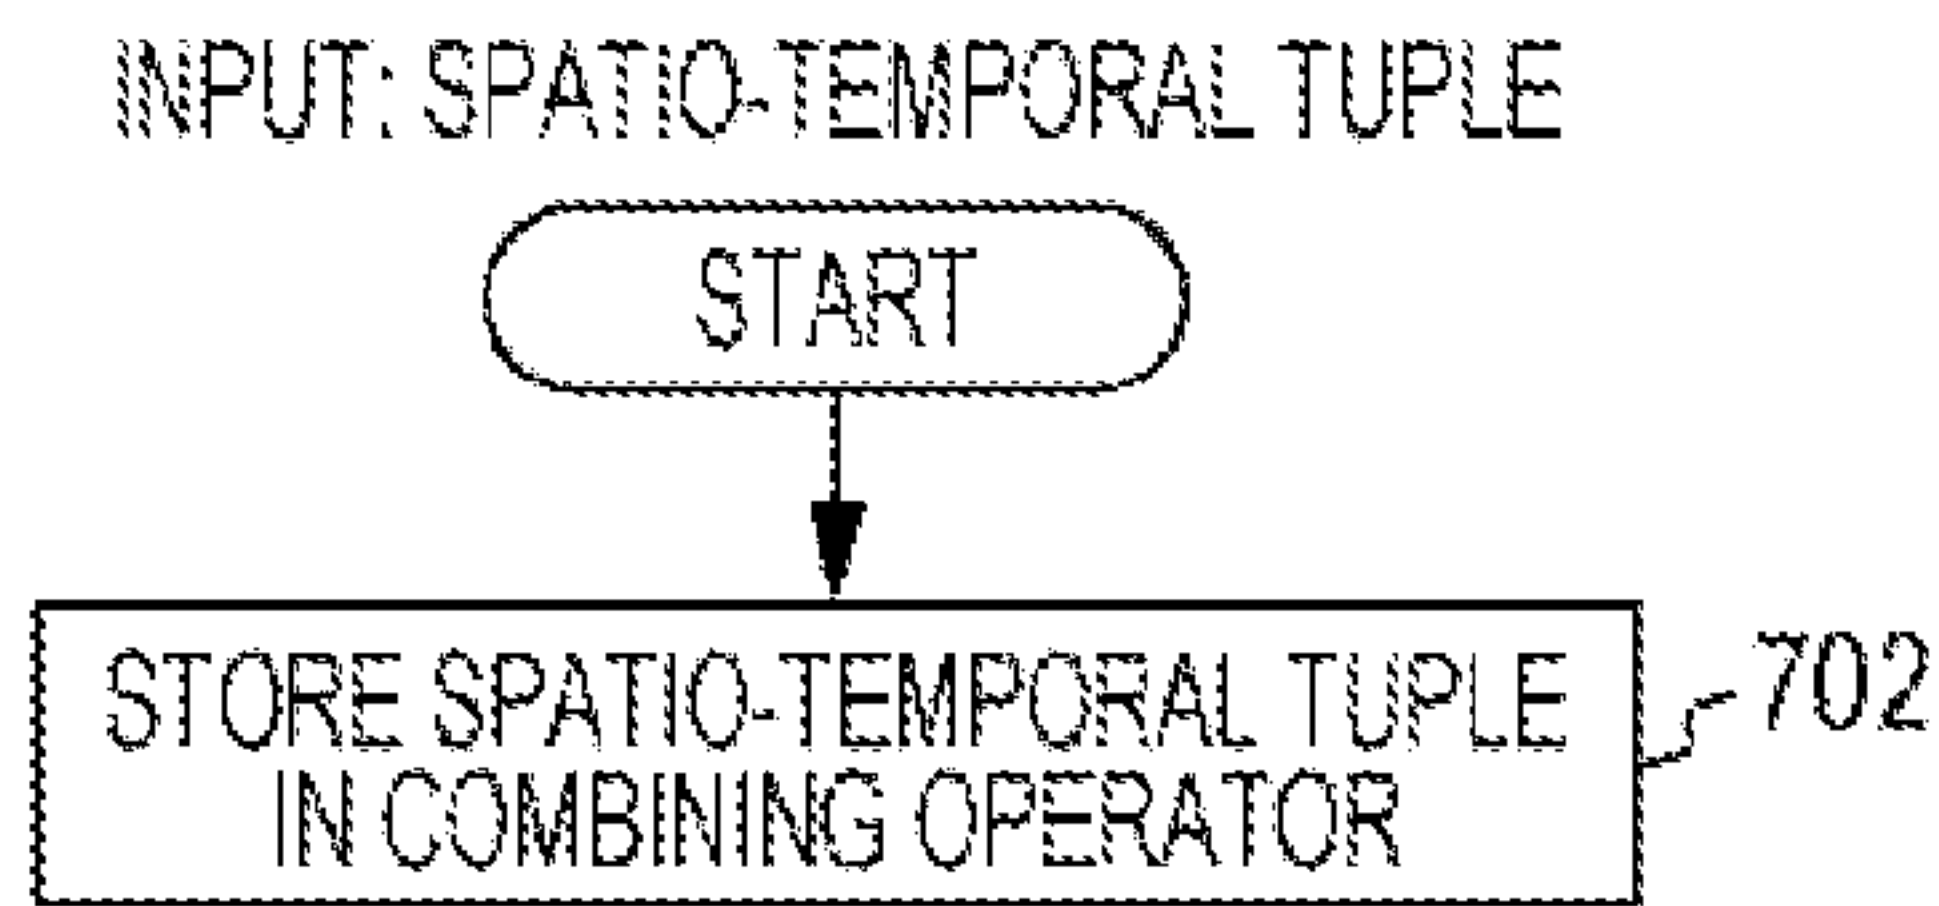 INPUT: SPATIO-TEMPORAL TUPLE
START
STORE SPATIO-TEMPORAL TUPLE
IN COMBINING OPERATOR
702